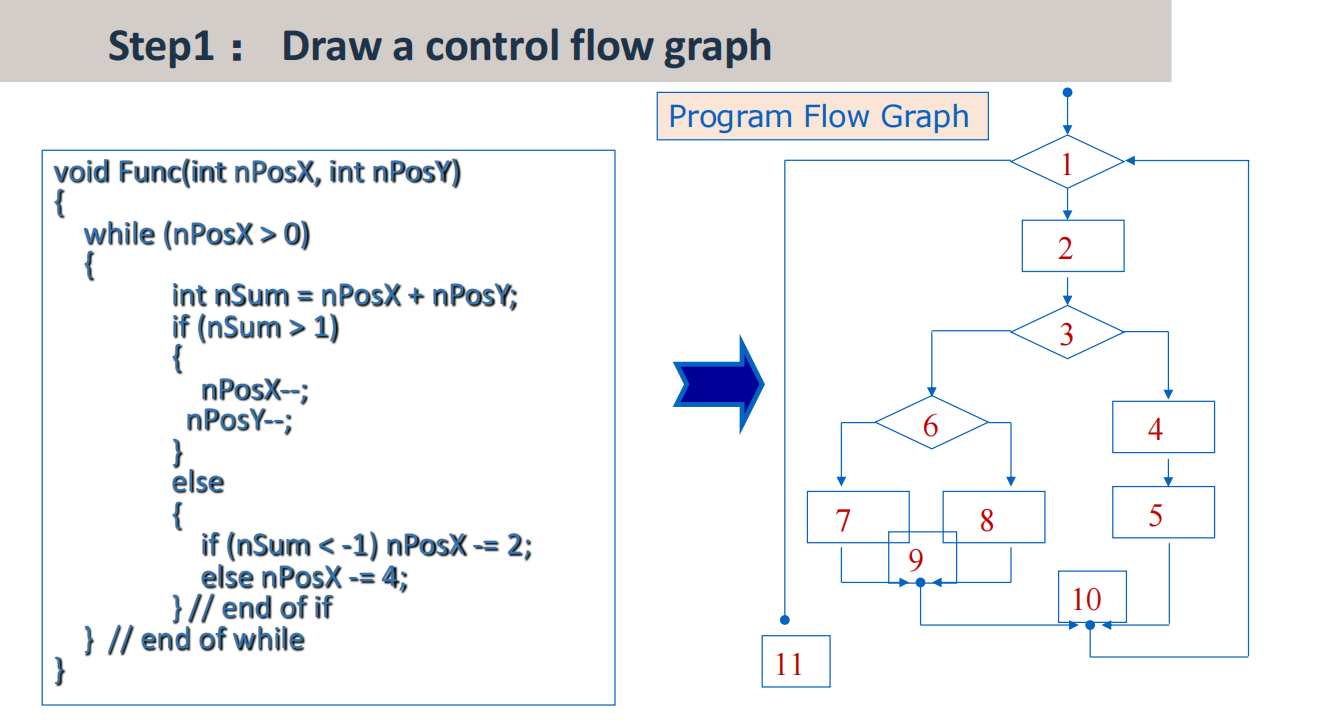 Step1： Draw a control flow graph
Program Flow Graph
void Func(int nPosX, int nPosY)
{
while (nPosX > 0)
{
int nSum = nPosX + nPosY;
if (nSum > 1)
{
nPosX--;
nPosY--;
}
else
{
if (nSum < -1) nPosX -= 2;
else nPosX -= 4;
} // end of if
} // end of while
}
1
2
3
6
4
7
8
5
9
10
11